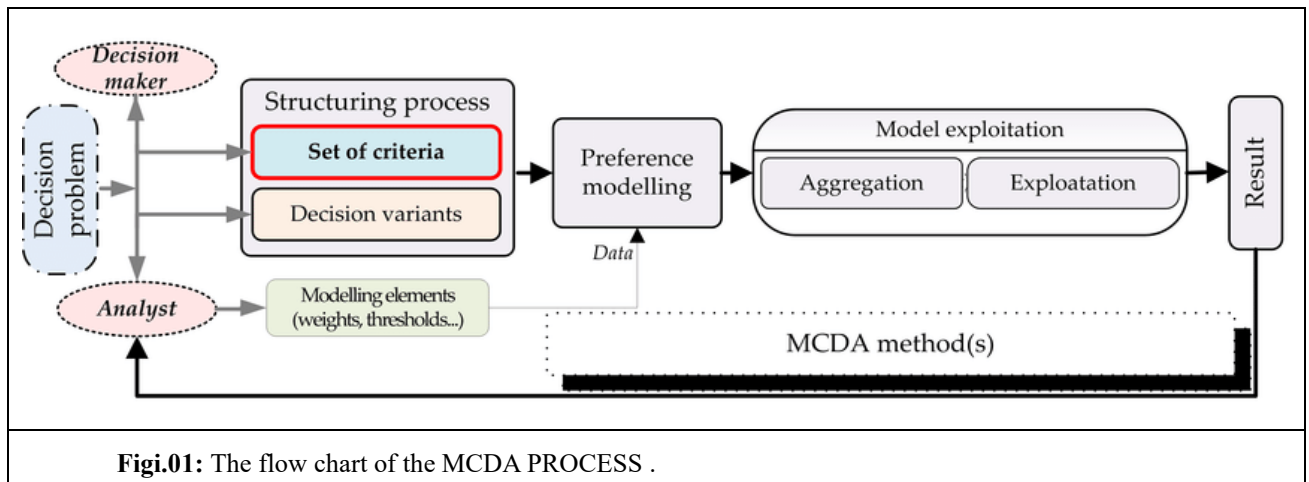 Decision
maker
Decision
problem
Structuring process
Set of criteria
Decision variants
Analyst
Modelling elements
(weights, thresholds...)
Data
Preference
modelling
Model exploitation
Aggregation
Exploatation
Result
MCDA method(s)
Figi.01: The flow chart of the MCDA PROCESS .